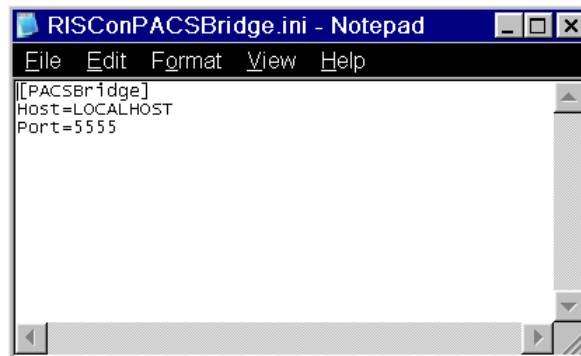 RISConPACSBridge.ini - Notepad
File Edit Format View Help
[PACSBridge]
Host=LOCALHOST
Port=5555